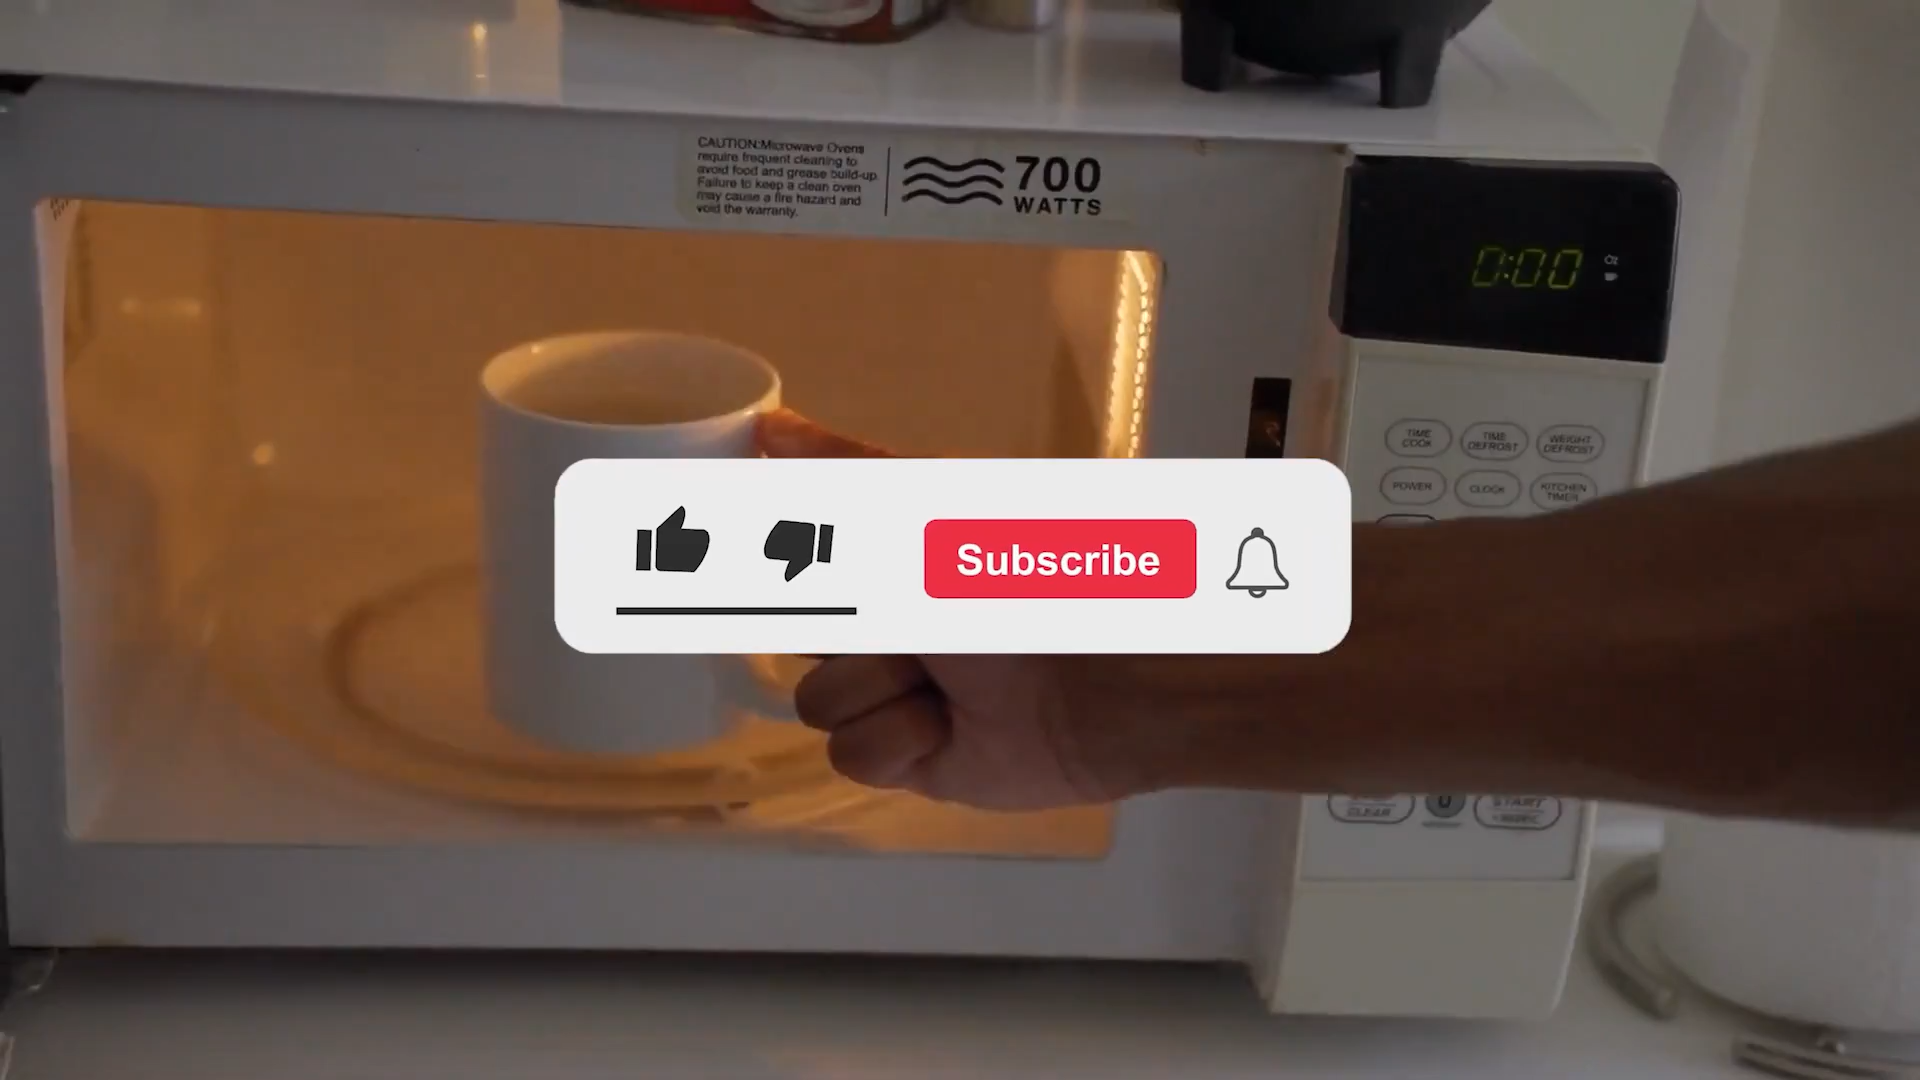 CAUTION:Microwave Ovens
require frequent cleaning to
avoid food and grease build-up.
Failure to keep a clean oven
may cause a fire hazard and
void the warranty.
700
WATTS
0:00
Oz
TIME
COOK
TIME
DEFROST
WEIGHT
DEFROST
POWER
CLOCK
KITCHEN
TIMER
Subscribe
CLEAR
START